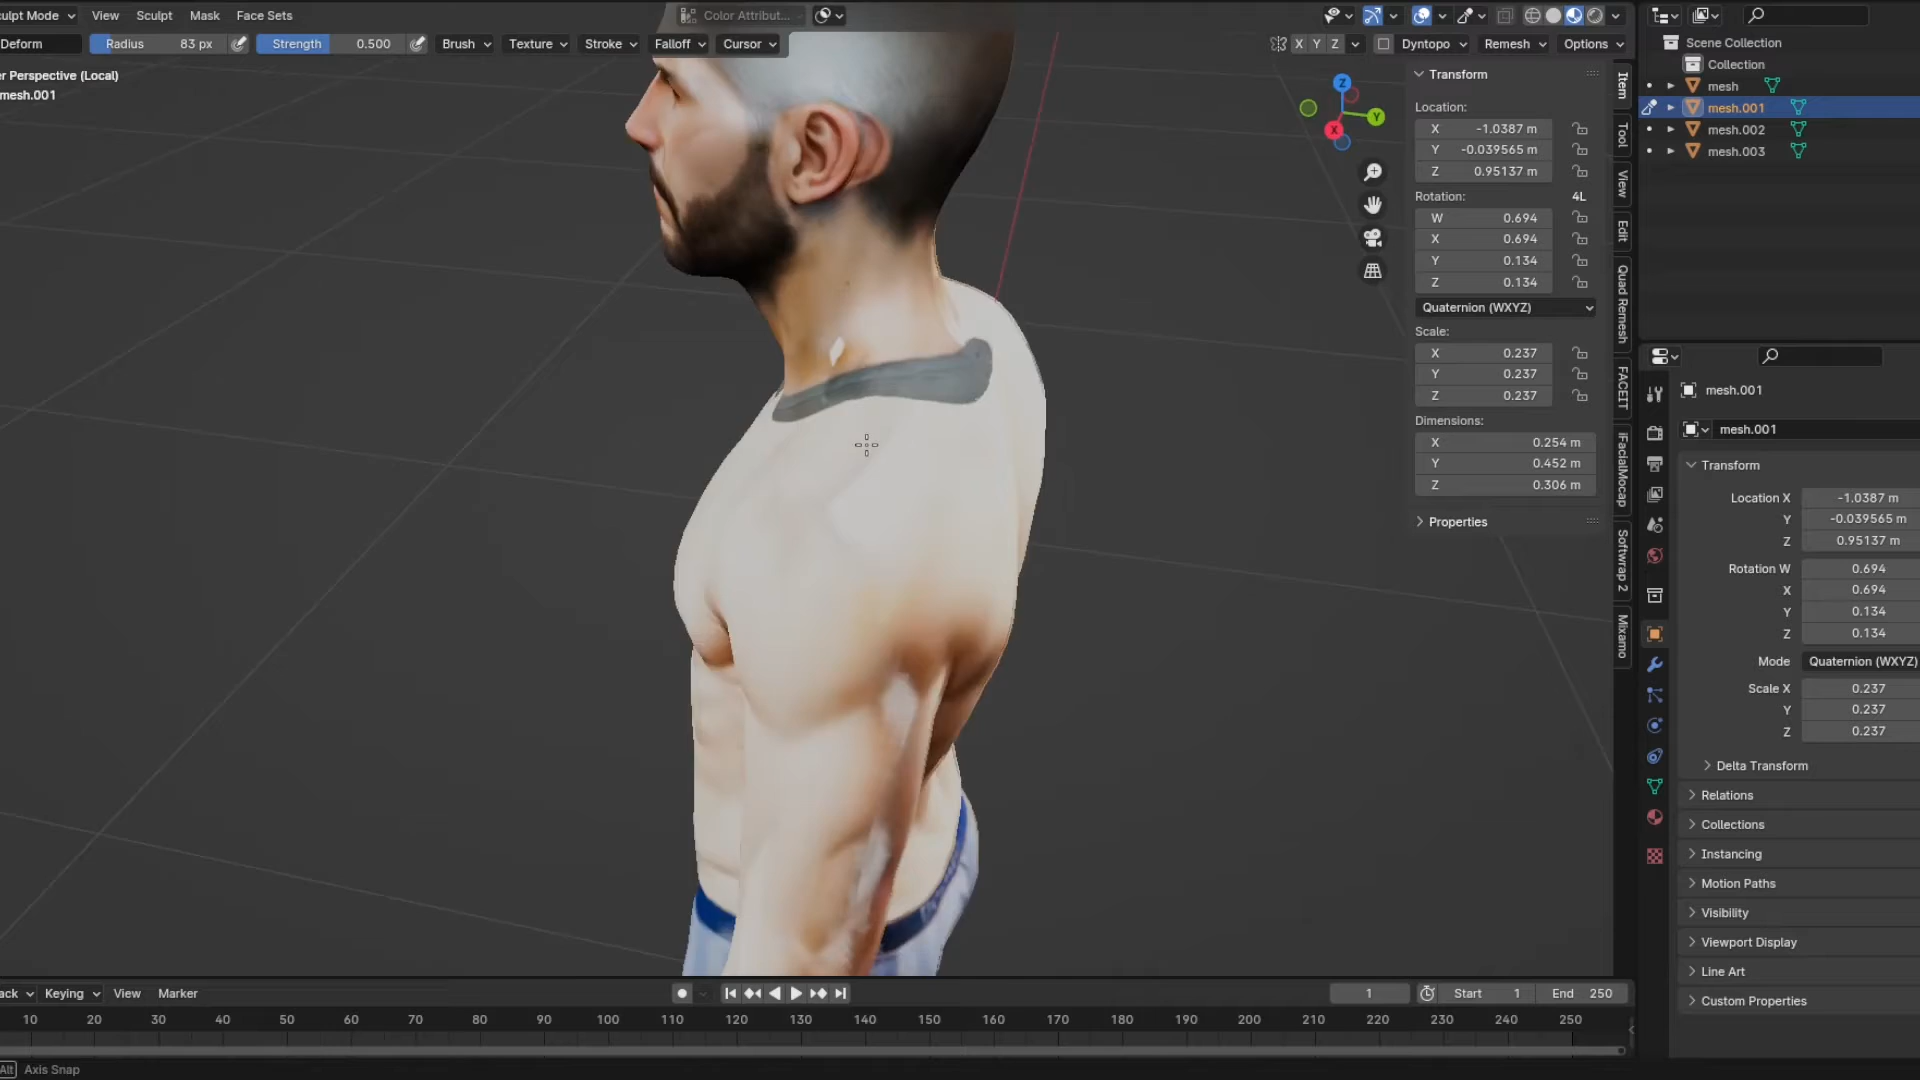 culpt Mode View Sculpt Mask Face Sets Color Attribut...
Deform Radius 83 px Strength 0.500 Brush Texture Stroke Falloff Cursor X Y Z Dyntopo Remesh Options
er Perspective (Local)
mesh.001
Z
Y
X
Transform
Location:
X -1.0387 m
Y -0.039565 m
Z 0.95137 m
Rotation: 4L
W 0.694
X 0.694
Y 0.134
Z 0.134
Quaternion (WXYZ)
Scale:
X 0.237
Y 0.237
Z 0.237
Dimensions:
X 0.254 m
Y 0.452 m
Z 0.306 m
Properties
Item
Tool
View
Edit
Quad Remesh
FACEIT
iFacialMocap
Softwrap 2
Mixamo
Scene Collection
Collection
mesh
mesh.001
mesh.002
mesh.003
mesh.001
mesh.001
Transform
Location X -1.0387 m
Y -0.039565 m
Z 0.95137 m
Rotation W 0.694
X 0.694
Y 0.134
Z 0.134
Mode Quaternion (WXYZ)
Scale X 0.237
Y 0.237
Z 0.237
Delta Transform
Relations
Collections
Instancing
Motion Paths
Visibility
Viewport Display
Line Art
Custom Properties
ack Keying View Marker 1 Start 1 End 250
10 20 30 40 50 60 70 80 90 100 110 120 130 140 150 160 170 180 190 200 210 220 230 240 250
Alt Axis Snap